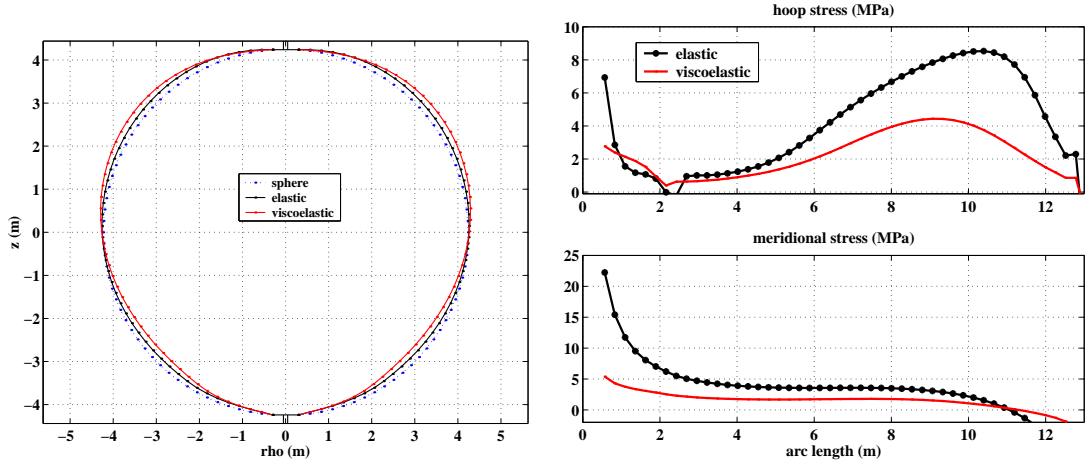 4
3
2
1
0
−1
−2
−3
−4
z (m)
sphere
elastic
viscoelastic
−5 −4 −3 −2 −1 0 1 2 3 4 5
rho (m)
hoop stress (MPa)
10
8
6
4
2
0
elastic
viscoelastic
0 2 4 6 8 10 12
meridional stress (MPa)
25
20
15
10
5
0
0 2 4 6 8 10 12
arc length (m)